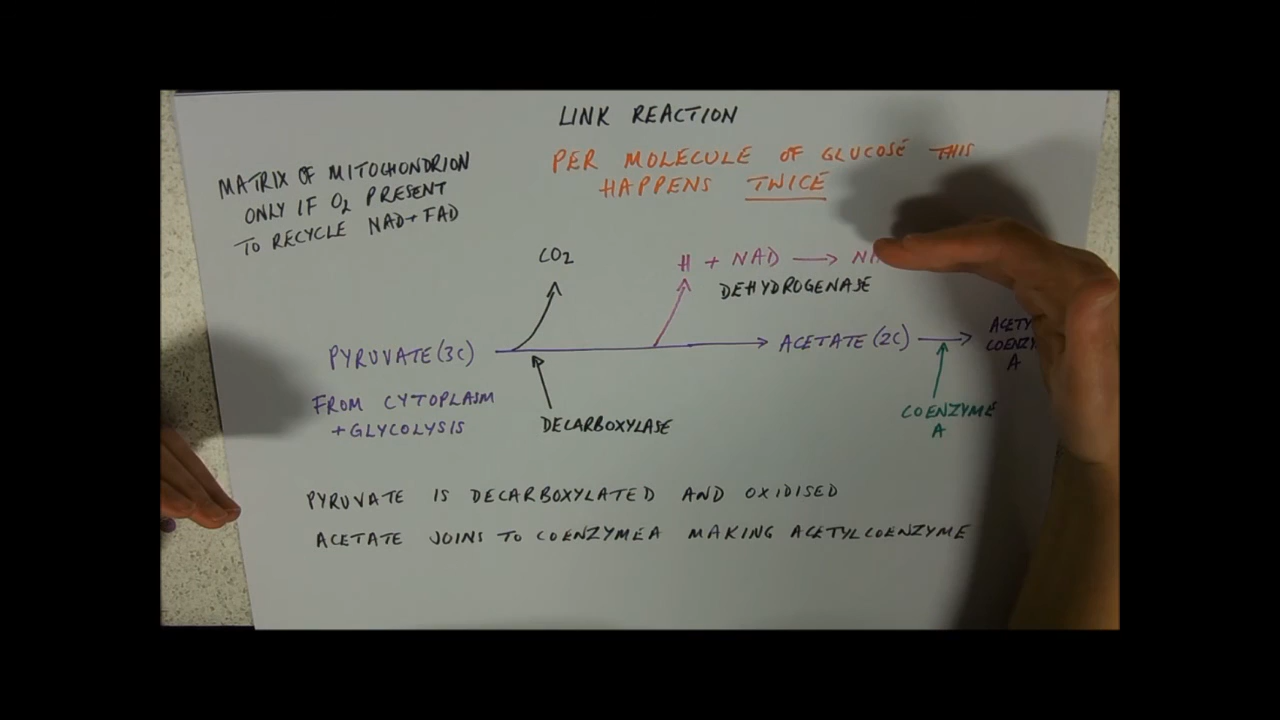 LINK REACTION
MATRIX OF MITOCHONDRION
ONLY IF O2 PRESENT
TO RECYCLE NAD+FAD
PER MOLECULE OF GLUCOSE THIS
HAPPENS TWICE
CO2
H + NAD → 
DEHYDROGENASE
PYRUVATE (3C)
ACETATE (2C)
A
FROM CYTOPLASM
+GLYCOLYSIS
DECARBOXYLASE
COENZYME
A
PYRUVATE IS DECARBOXYLATED AND OXIDISED
ACETATE JOINS TO COENZYMEA MAKING ACETYLCOENZYME